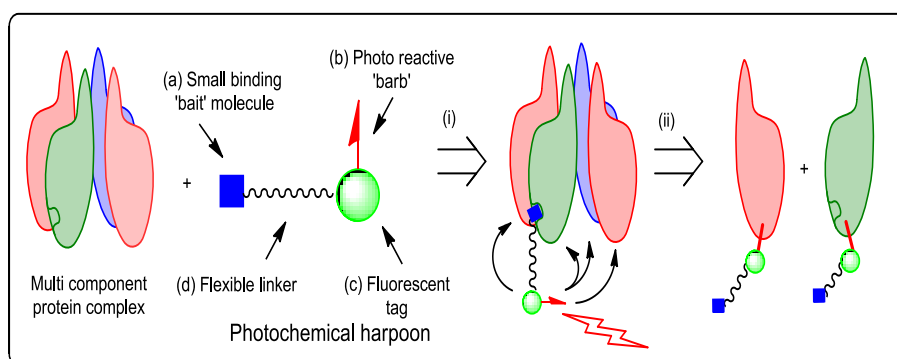 (a) Small binding
'bait' molecule
(b) Photo reactive
'barb'
(i)
(ii)
+
+
Multi component
protein complex
(d) Flexible linker
(c) Fluorescent
tag
Photochemical harpoon